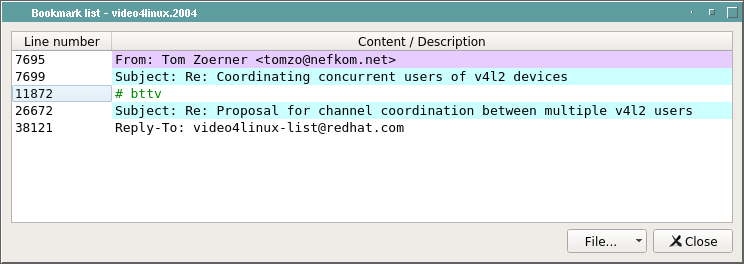 Bookmark list - video4linux.2004
Line number Content / Description
7695 From: Tom Zoerner <tomzo@nefkom.net>
7699 Subject: Re: Coordinating concurrent users of v4l2 devices
11872 # bttv
26672 Subject: Re: Proposal for channel coordination between multiple v4l2 users
38121 Reply-To: video4linux-list@redhat.com
File... Close